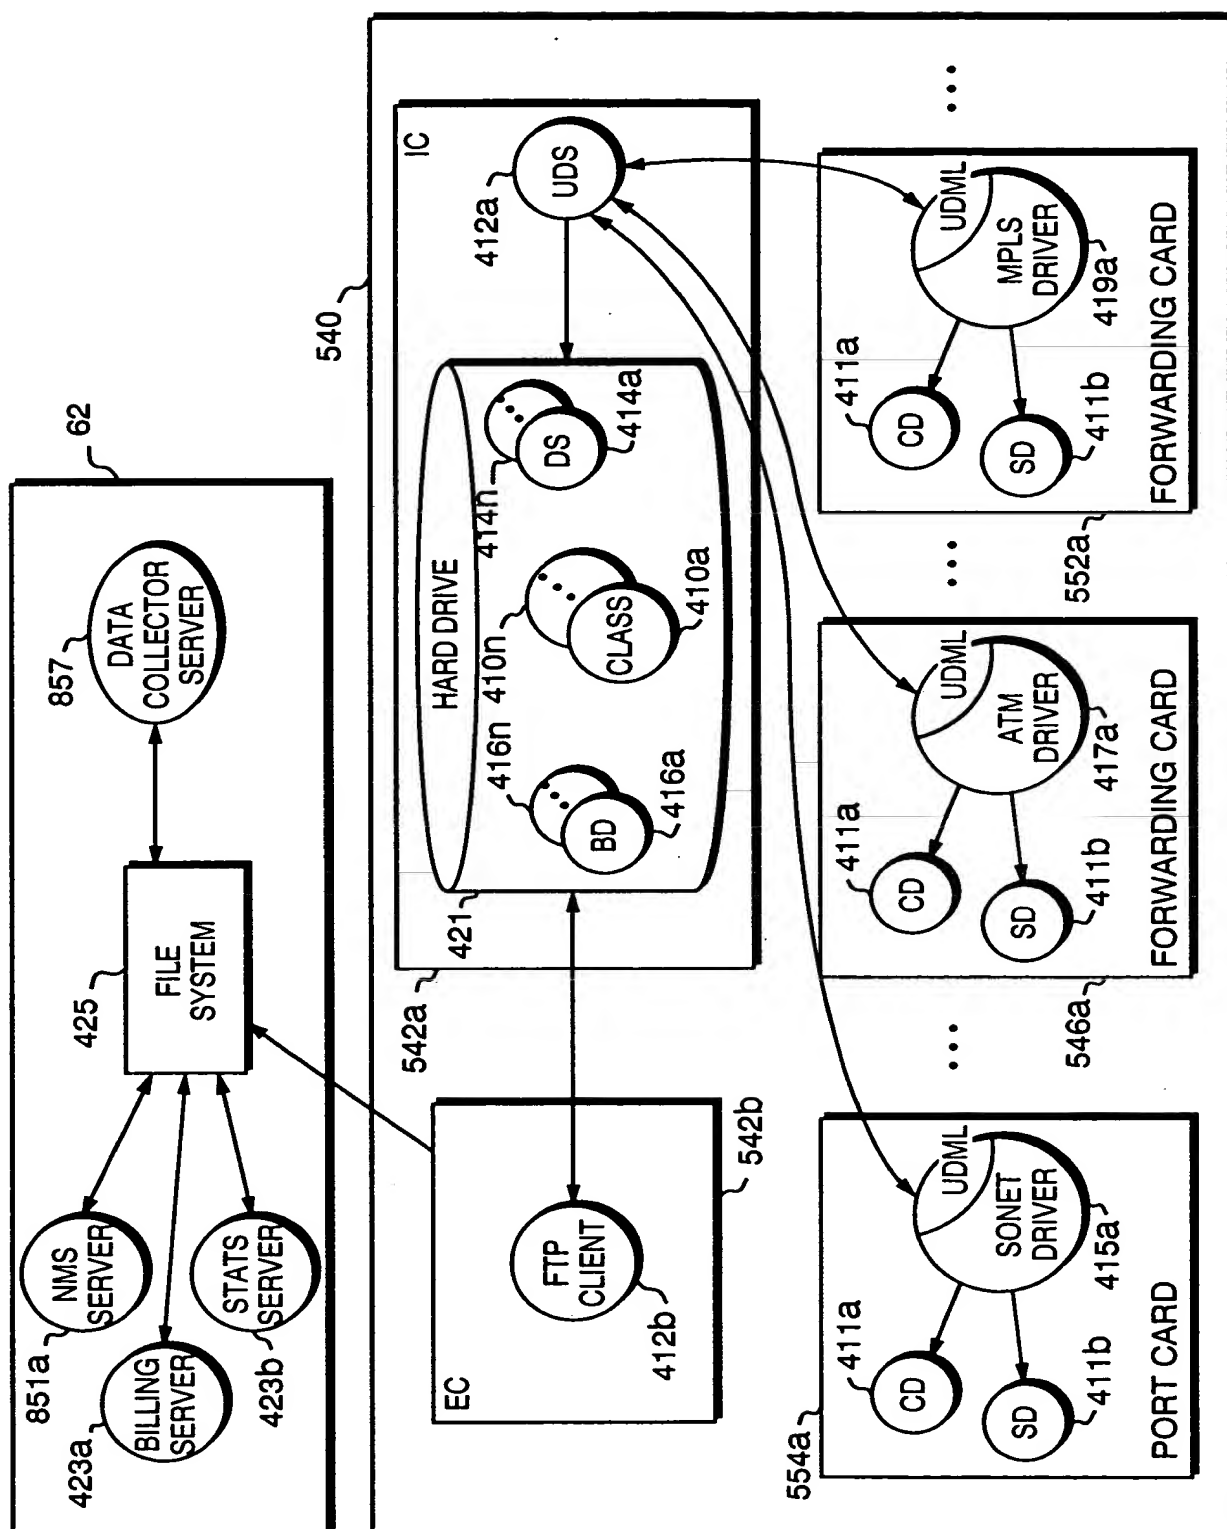 62
851a
NMS
SERVER
423a
BILLING
SERVER
423b
STATS
SERVER
425
FILE
SYSTEM
857
DATA
COLLECTOR
SERVER
540
EC
542b
FTP
CLIENT
412b
542a
IC
421
HARD DRIVE
416n
BD
416a
410n
CLASS
410a
414n
DS
414a
412a
UDS
554a
411a
CD
SD
411b
UDML
SONET
DRIVER
415a
PORT CARD
546a
411a
CD
SD
411b
UDML
ATM
DRIVER
417a
FORWARDING CARD
552a
411a
CD
SD
411b
UDML
MPLS
DRIVER
419a
FORWARDING CARD